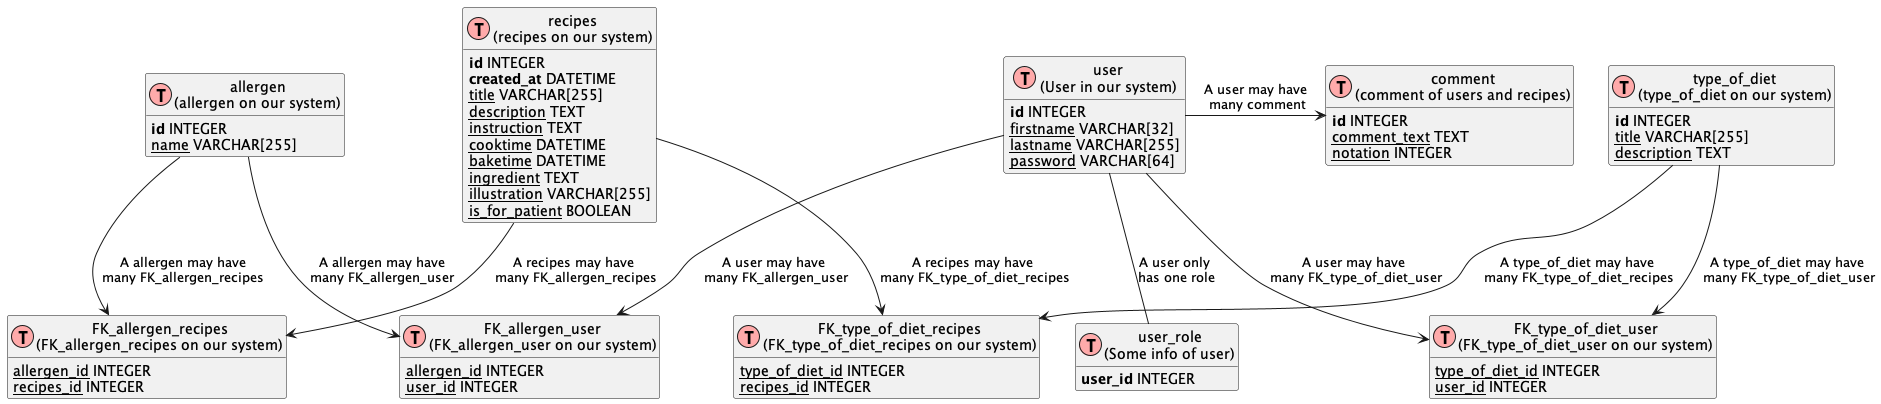 T
recipes
(recipes on our system)
id INTEGER
created_at DATETIME
title VARCHAR[255]
description TEXT
instruction TEXT
cooktime DATETIME
baketime DATETIME
ingredient TEXT
illustration VARCHAR[255]
is_for_patient BOOLEAN
T
allergen
(allergen on our system)
id INTEGER
name VARCHAR[255]
T
user
(User in our system)
id INTEGER
firstname VARCHAR[32]
lastname VARCHAR[255]
password VARCHAR[64]
A user may have
many comment
T
comment
(comment of users and recipes)
id INTEGER
comment_text TEXT
notation INTEGER
T
type_of_diet
(type_of_diet on our system)
id INTEGER
title VARCHAR[255]
description TEXT
A allergen may have
many FK_allergen_recipes
A allergen may have
many FK_allergen_user
A recipes may have
many FK_allergen_recipes
A user may have
many FK_allergen_user
A recipes may have
many FK_type_of_diet_recipes
A user only
has one role
A user may have
many FK_type_of_diet_user
A type_of_diet may have
many FK_type_of_diet_recipes
A type_of_diet may have
many FK_type_of_diet_user
T
FK_allergen_recipes
(FK_allergen_recipes on our system)
allergen_id INTEGER
recipes_id INTEGER
T
FK_allergen_user
(FK_allergen_user on our system)
allergen_id INTEGER
user_id INTEGER
T
FK_type_of_diet_recipes
(FK_type_of_diet_recipes on our system)
type_of_diet_id INTEGER
recipes_id INTEGER
T
user_role
(Some info of user)
user_id INTEGER
T
FK_type_of_diet_user
(FK_type_of_diet_user on our system)
type_of_diet_id INTEGER
user_id INTEGER